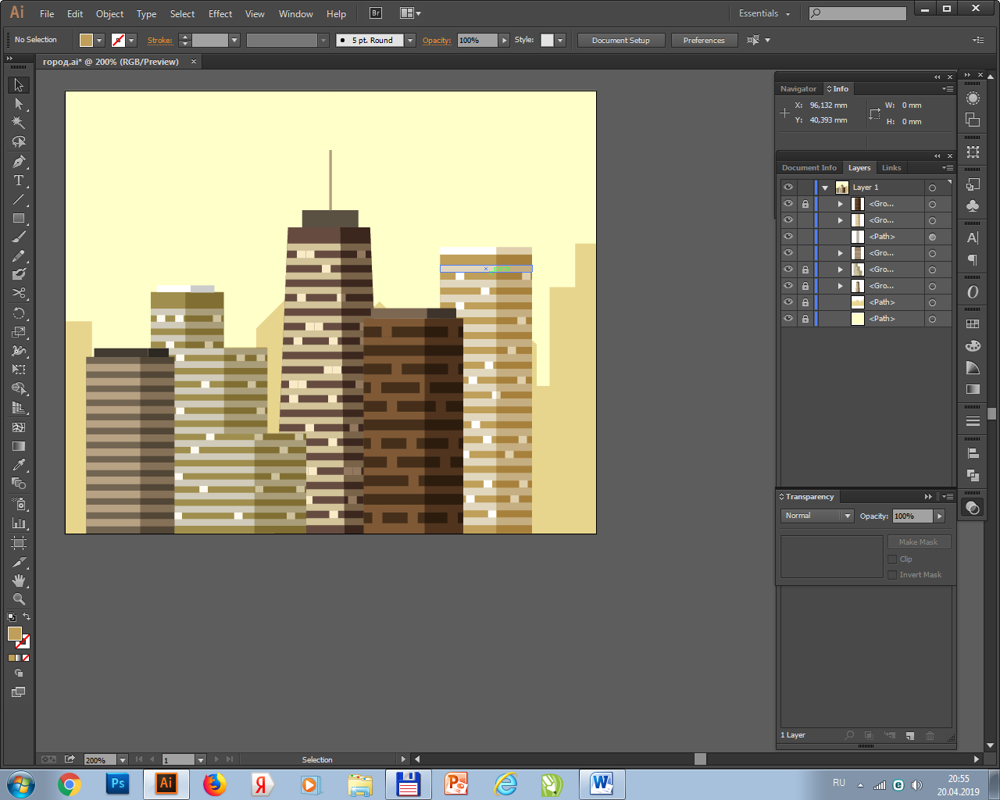 Ai File Edit Object Type Select Effect View Window Help Br Essentials
No Selection Stroke: 5 pt. Round Opacity: 100% Style: Document Setup Preferences
город.ai* @ 200% (RGB/Preview)
Navigator Info
X: 96,132 mm W: 0 mm
Y: 40,393 mm H: 0 mm
Document Info Layers Links
Layer 1
<Gro...
<Gro...
<Path>
<Gro...
<Gro...
<Gro...
<Path>
<Path>
Transparency
Normal Opacity: 100%
Make Mask
Clip
Invert Mask
1 Layer
200% 1 Selection
Ps Ai Я W
RU 20:55
20.04.2019